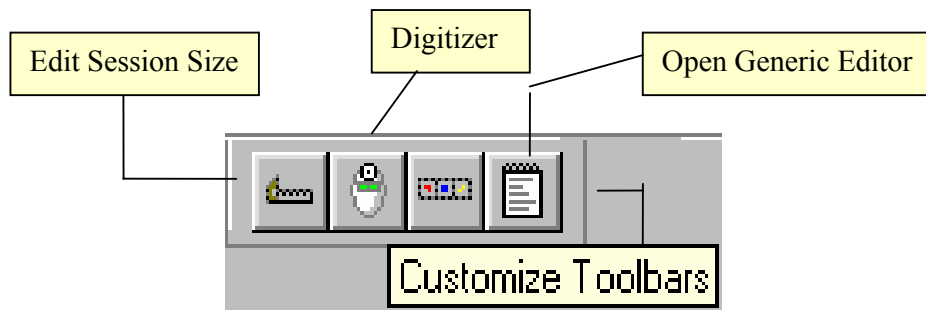 Edit Session Size
Digitizer
Open Generic Editor
Customize Toolbars